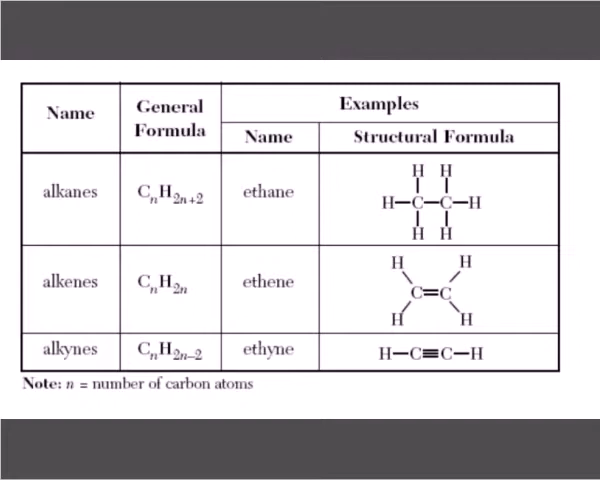 Name General Formula Examples
Name Structural Formula
alkanes CnH2n+2 ethane
H H
H—C—C—H
H H
alkenes CnH2n ethene
H H
C=C
H H
alkynes CnH2n–2 ethyne H—C≡C—H
Note: n = number of carbon atoms